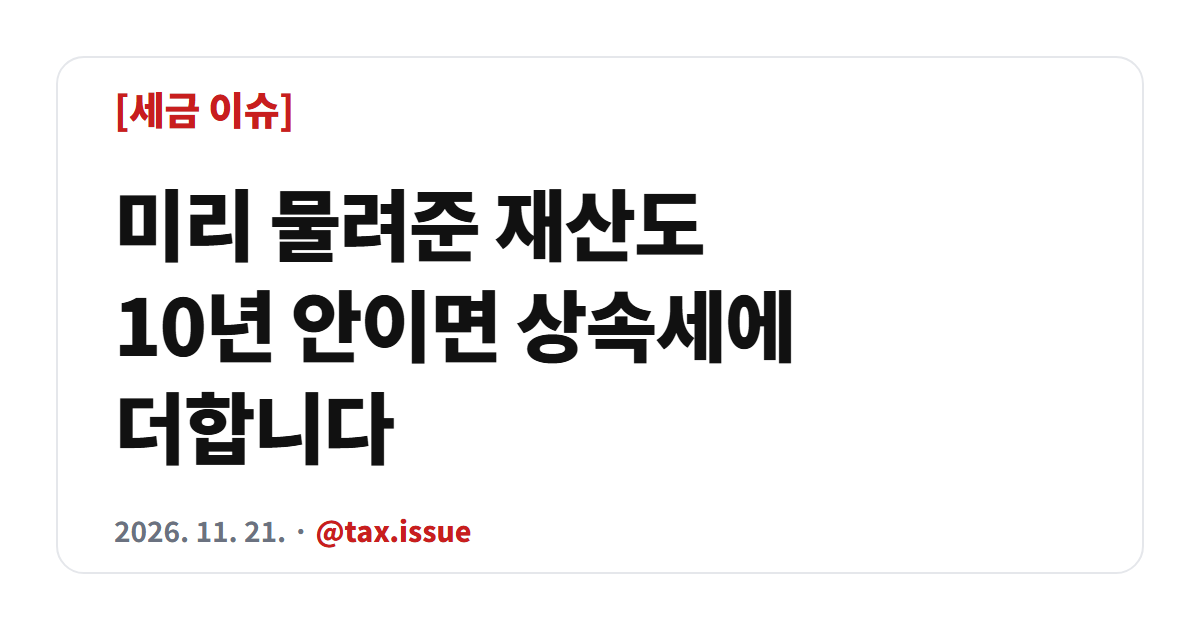 [세금 이슈]
미리 물려준 재산도
10년 안이면 상속세에
더합니다
2026. 11. 21. · @tax.issue